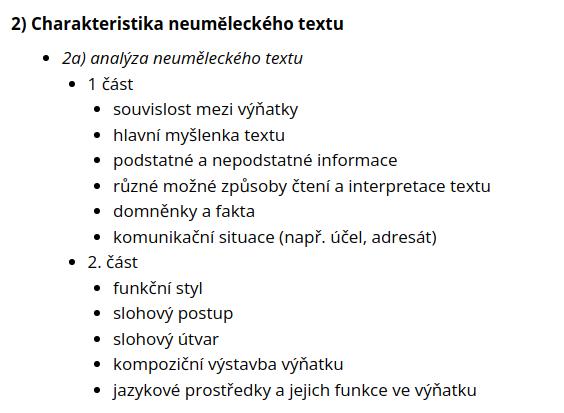 2) Charakteristika neuměleckého textu
2a) analýza neuměleckého textu
1 část
souvislost mezi výňatky
hlavní myšlenka textu
podstatné a nepodstatné informace
různé možné způsoby čtení a interpretace textu
domněnky a fakta
komunikační situace (např. účel, adresát)
2. část
funkční styl
slohový postup
slohový útvar
kompoziční výstavba výňatku
jazykové prostředky a jejich funkce ve výňatku